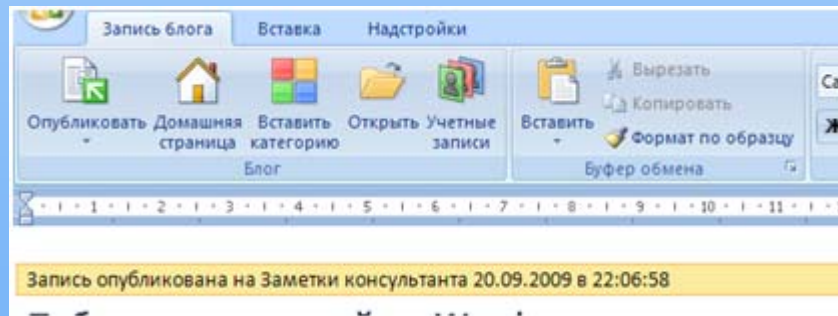 Запись блога Вставка Надстройки
Опубликовать Домашняя страница Вставить категорию Открыть Учетные записи Вставить Вырезать
Копировать
Формат по образцу
Блог Буфер обмена
1 2 3 4 5 6 7 8 9 10 11
Запись опубликована на Заметки консультанта 20.09.2009 в 22:06:58